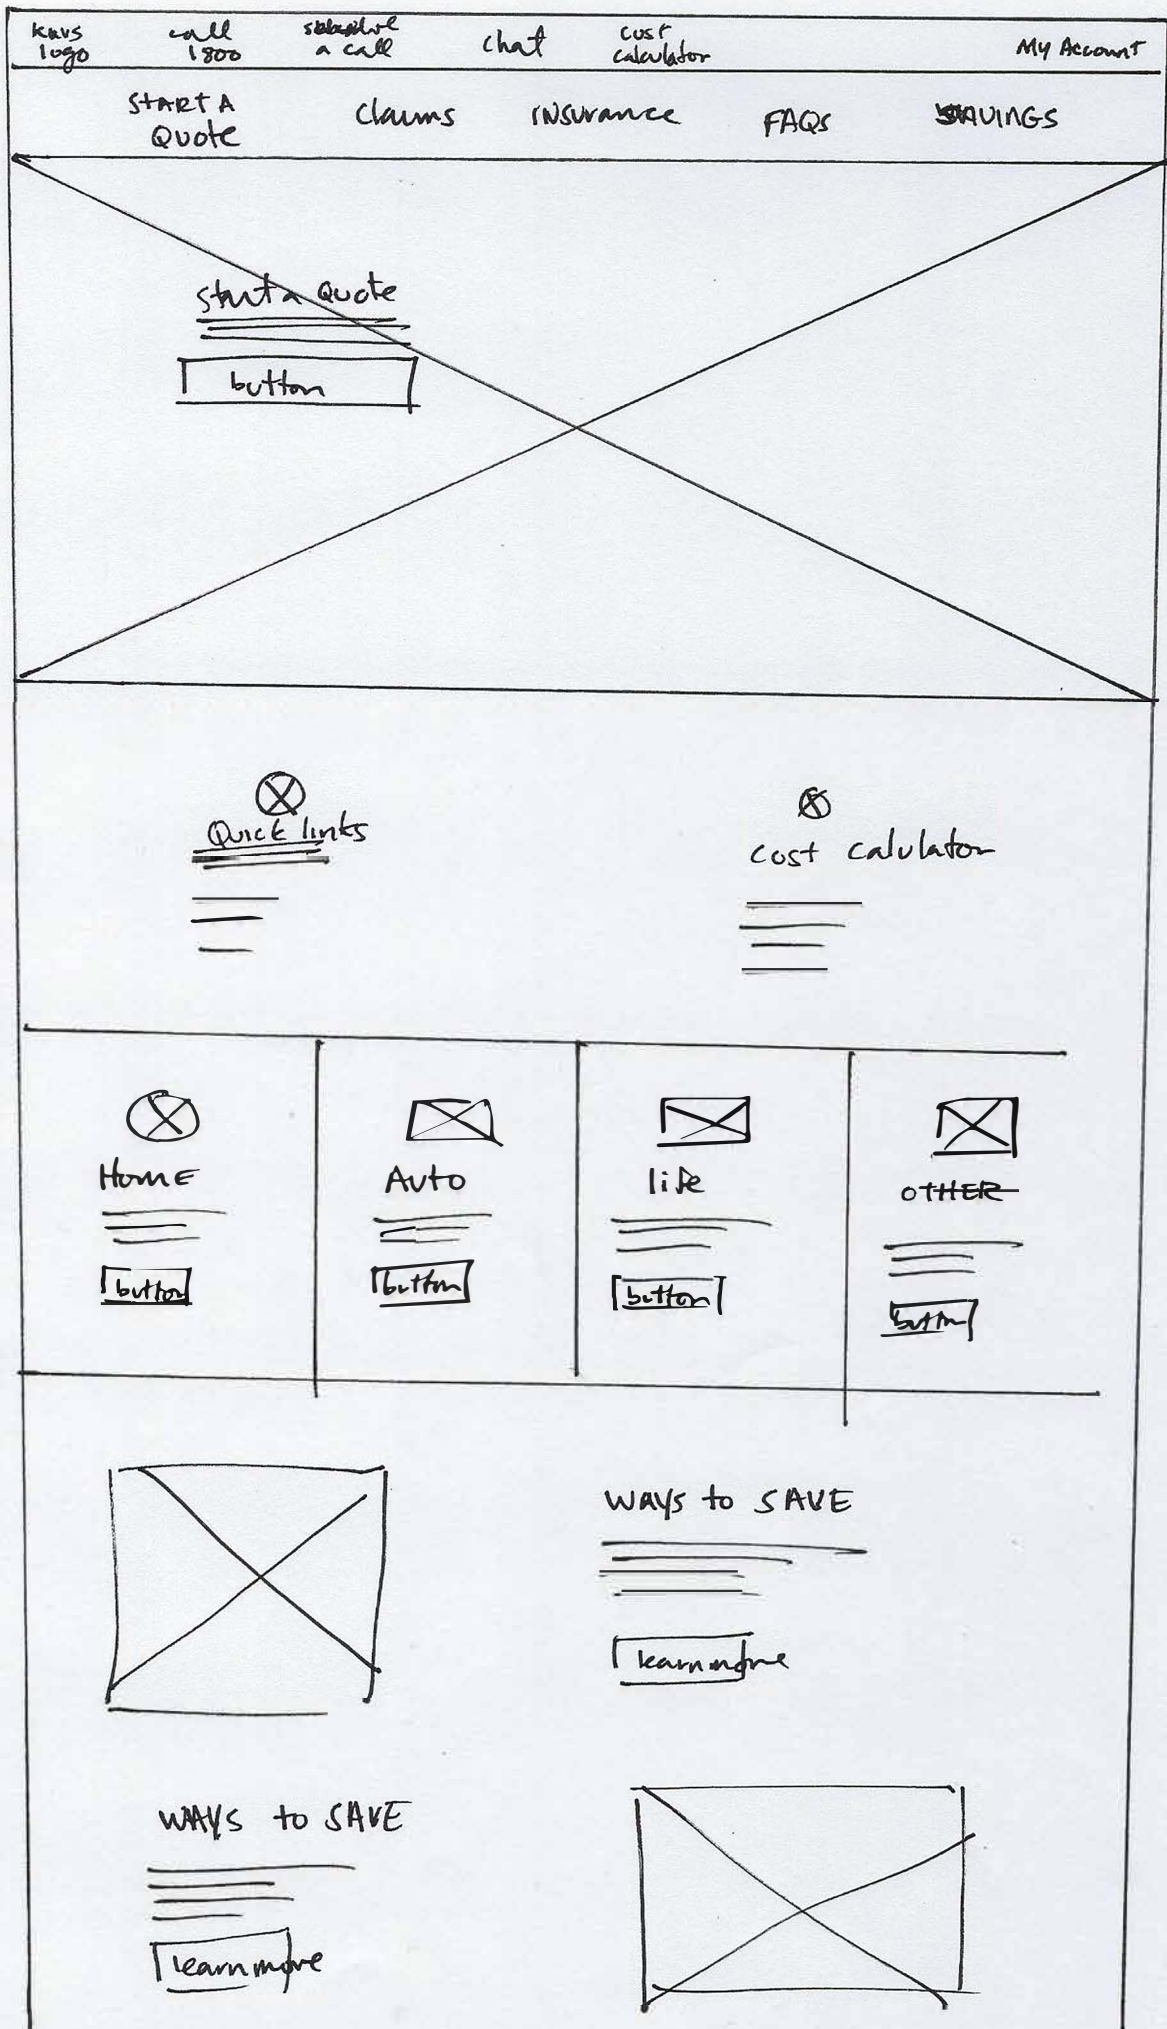 kavs
logo
call
1800
a call
chat
cost
calculator
My Account
START A
Quote
Claims
INSURANCE
FAQs
SAVINGS
start a Quote
button
Quick links
cost calulator
Home
button
Auto
button
life
button
OTHER
button
WAYS to SAVE
learn more
WAYS to SAVE
learn more